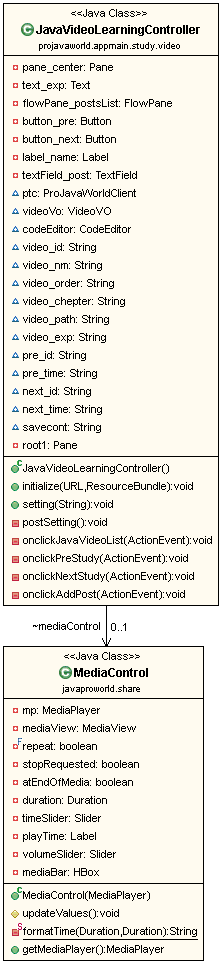 <<Java Class>>
JavaVideoLearningController
projavaworld.appmain.study.video
pane_center: Pane
text_exp: Text
flowPane_postsList: FlowPane
button_pre: Button
button_next: Button
label_name: Label
textField_post: TextField
ptc: ProJavaWorldClient
videoVo: VideoVO
codeEditor: CodeEditor
video_id: String
video_nm: String
video_order: String
video_chepter: String
video_path: String
video_exp: String
pre_id: String
pre_time: String
next_id: String
next_time: String
savecont: String
root1: Pane
JavaVideoLearningController()
initialize(URL,ResourceBundle):void
setting(String):void
postSetting():void
onclickJavaVideoList(ActionEvent):void
onclickPreStudy(ActionEvent):void
onclickNextStudy(ActionEvent):void
onclickAddPost(ActionEvent):void
~mediaControl 0..1
<<Java Class>>
MediaControl
javaproworld.share
mp: MediaPlayer
mediaView: MediaView
repeat: boolean
stopRequested: boolean
atEndOfMedia: boolean
duration: Duration
timeSlider: Slider
playTime: Label
volumeSlider: Slider
mediaBar: HBox
MediaControl(MediaPlayer)
updateValues():void
formatTime(Duration,Duration):String
getMediaPlayer():MediaPlayer